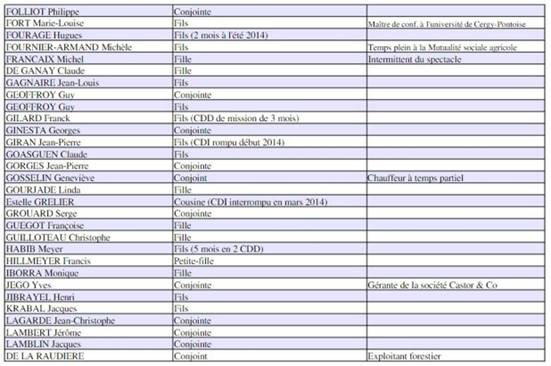 FOLLIOT Philippe Conjointe
FORT Marie-Louise Fils Maître de conf. à l'université de Cergy-Pontoise
FOURAGE Hugues Fils (2 mois à l'été 2014)
FOURNIER-ARMAND Michèle Fils Temps plein à la Mutualité sociale agricole
FRANCAIX Michel Fille Intermittent du spectacle
DE GANAY Claude Fille
GAGNAIRE Jean-Louis Fils
GEOFFROY Guy Conjointe
GEOFFROY Guy Fils
GILARD Franck Fils (CDD de mission de 3 mois)
GINESTA Georges Conjointe
GIRAN Jean-Pierre Fils (CDI rompu début 2014)
GOASGUEN Claude Fils
GORGES Jean-Pierre Conjointe
GOSSELIN Geneviève Conjoint Chauffeur à temps partiel
GOURJADE Linda Fille
Estelle GRELIER Cousine (CDI interrompu en mars 2014)
GROUARD Serge Conjointe
GUEGOT Françoise Fille
GUILLOTEAU Christophe Fille
HABIB Meyer Fils (5 mois en 2 CDD)
HILLMEYER Francis Petite-fille
IBORRA Monique Fille
JEGO Yves Conjointe Gérante de la société Castor & Co
JIBRAYEL Henri Fils
KRABAL Jacques Fils
LAGARDE Jean-Christophe Conjointe
LAMBERT Jérôme Conjointe
LAMBLIN Jacques Conjointe
DE LA RAUDIERE Conjoint Exploitant forestier